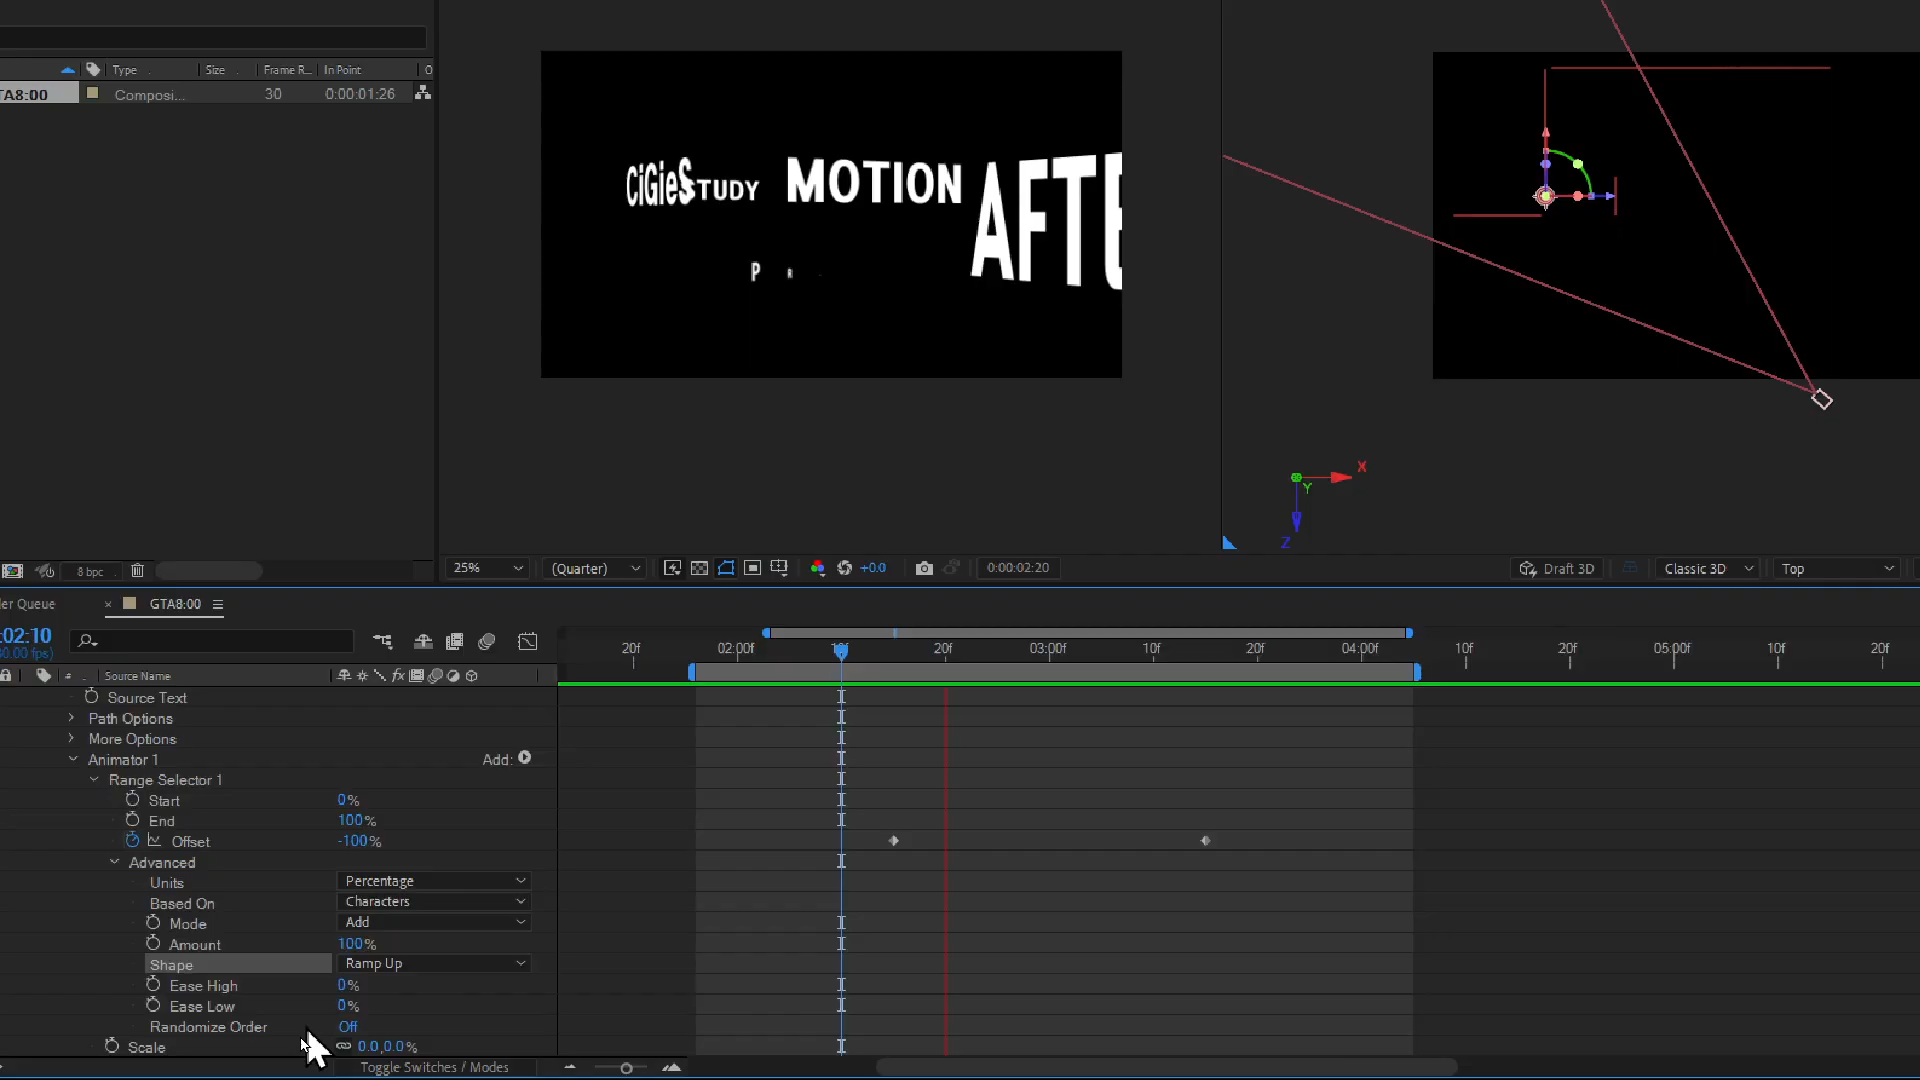 Type Size Frame R... In Point O
TA8:00 Composi... 30 0:00:01:26
CiGieSTUDY MOTION AFTE
P
X
Y
Z
8 bpc 25% (Quarter) +0.0 0:00:02:20 Draft 3D Classic 3D Top
er Queue × GTA8:00
:02:10
0.00 fps)
20f 02:00f 10f 20f 03:00f 10f 20f 04:00f 10f 20f 05:00f 10f 20f
# Source Name fx
Source Text
Path Options
More Options
Animator 1 Add:
Range Selector 1
Start 0%
End 100%
Offset -100%
Advanced
Units Percentage
Based On Characters
Mode Add
Amount 100%
Shape Ramp Up
Ease High 0%
Ease Low 0%
Randomize Order Off
Scale 0.0,0.0%
Toggle Switches / Modes